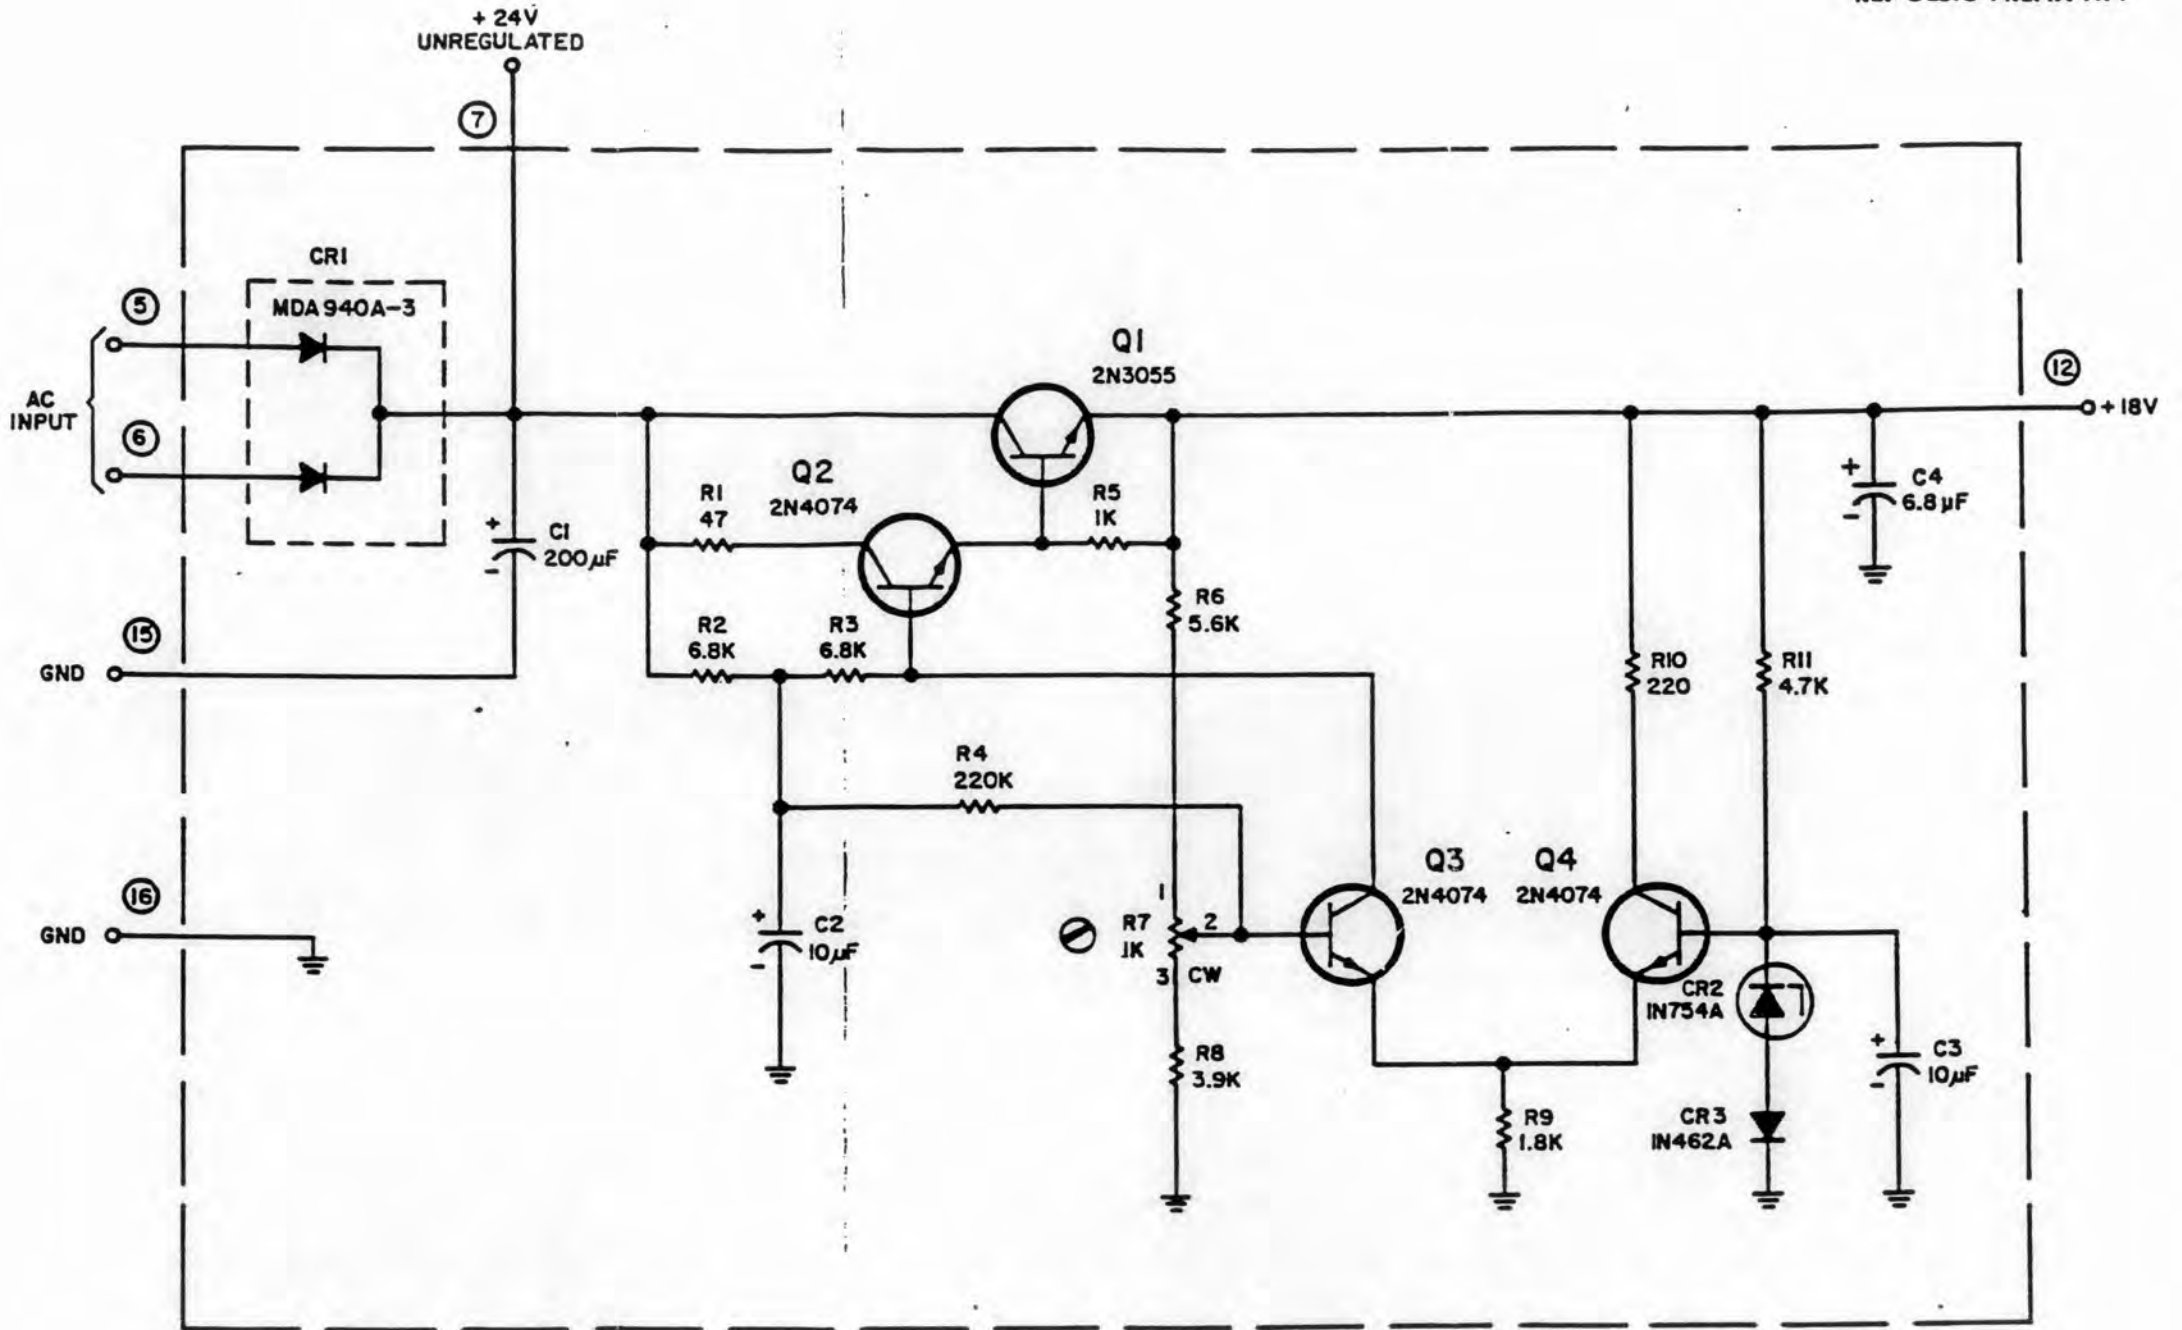 + 24V
UNREGULATED
7
CR1
MDA 940A-3
5
AC
INPUT
6
Q1
2N3055
12
+ 18V
Q2
2N4074
R1
47
R5
1K
+
C1
200µF
-
+
C4
6.8µF
-
15
GND
R2
6.8K
R3
6.8K
R6
5.6K
R10
220
R11
4.7K
R4
220K
16
GND
+
C2
10µF
-
1
R7
1K
2
3
CW
Q3
2N4074
Q4
2N4074
CR2
1N754A
R8
3.9K
+
C3
10µF
-
R9
1.8K
CR3
1N462A